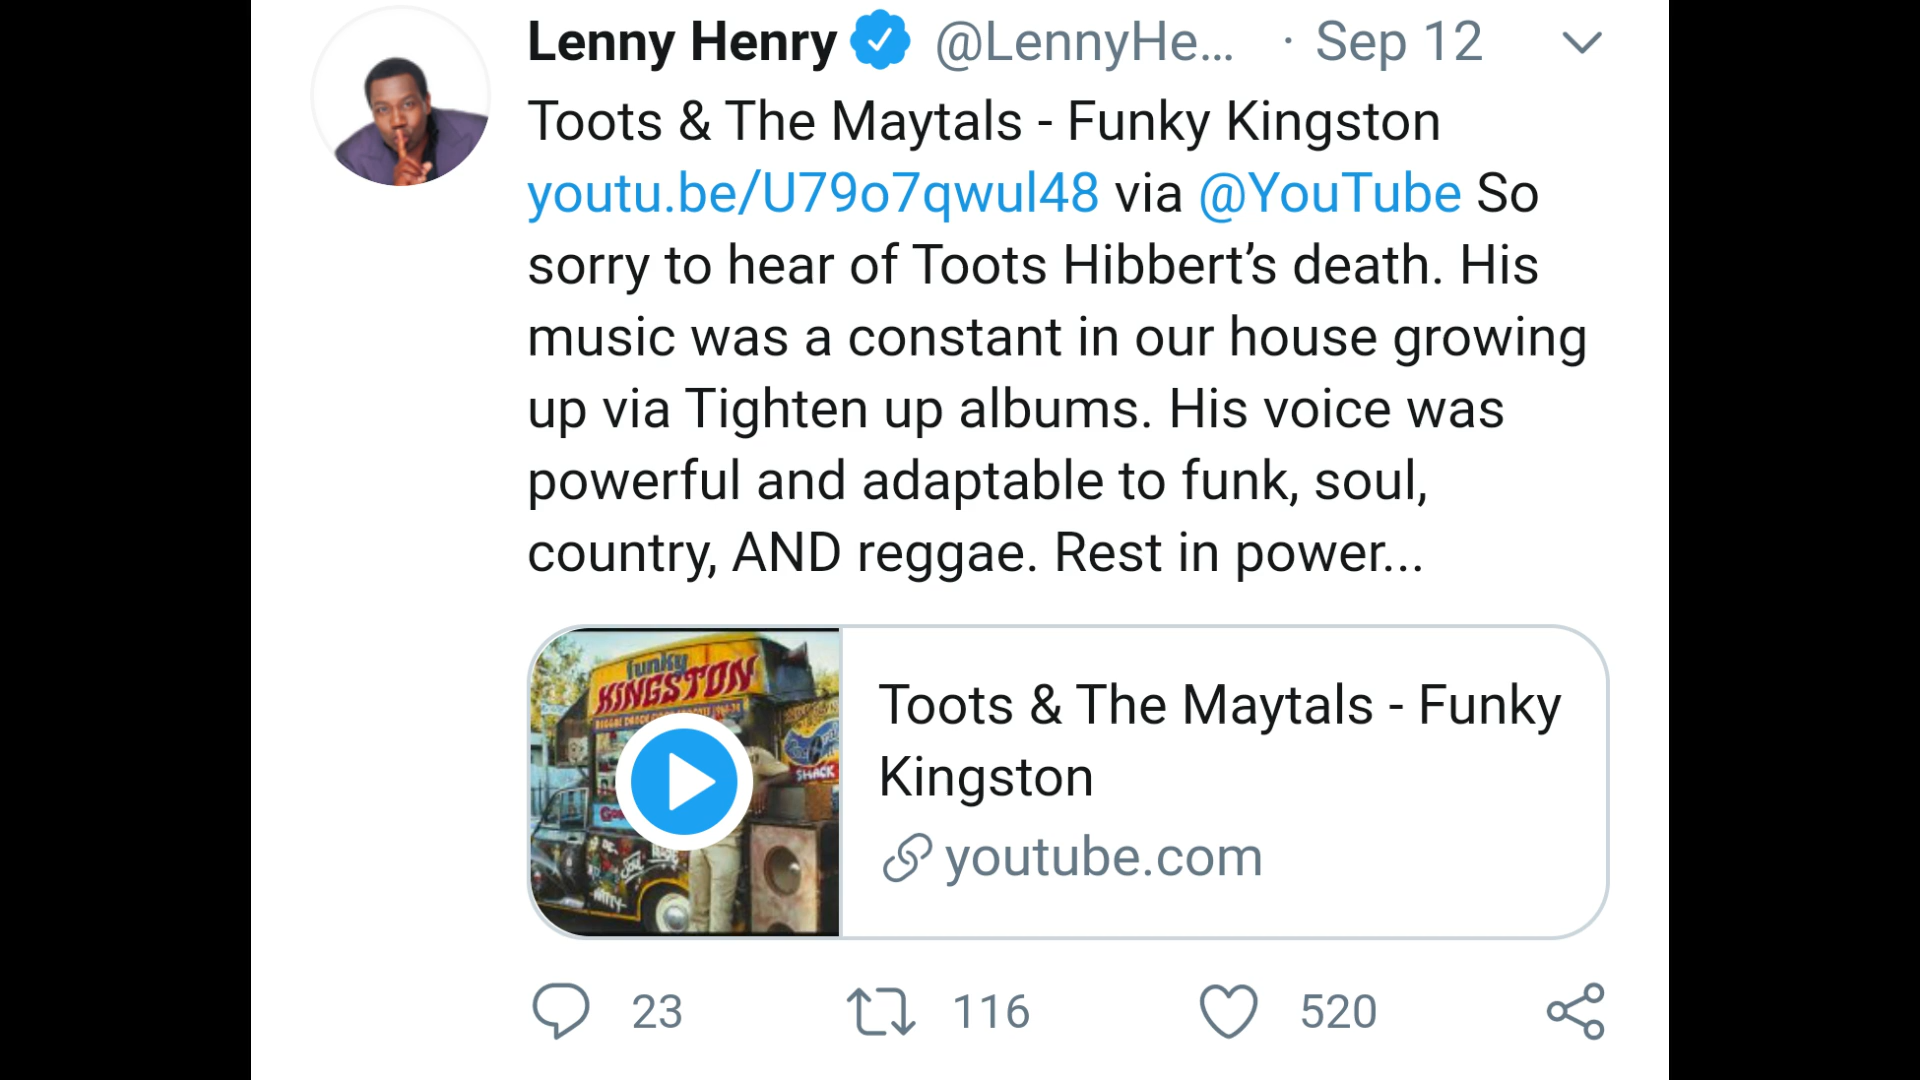 Lenny Henry @LennyHe... · Sep 12
Toots & The Maytals - Funky Kingston
youtu.be/U79o7qwul48 via @YouTube So
sorry to hear of Toots Hibbert’s death. His
music was a constant in our house growing
up via Tighten up albums. His voice was
powerful and adaptable to funk, soul,
country, AND reggae. Rest in power...
funky
KINGSTON
SHACK
Toots & The Maytals - Funky
Kingston
youtube.com
23 116 520